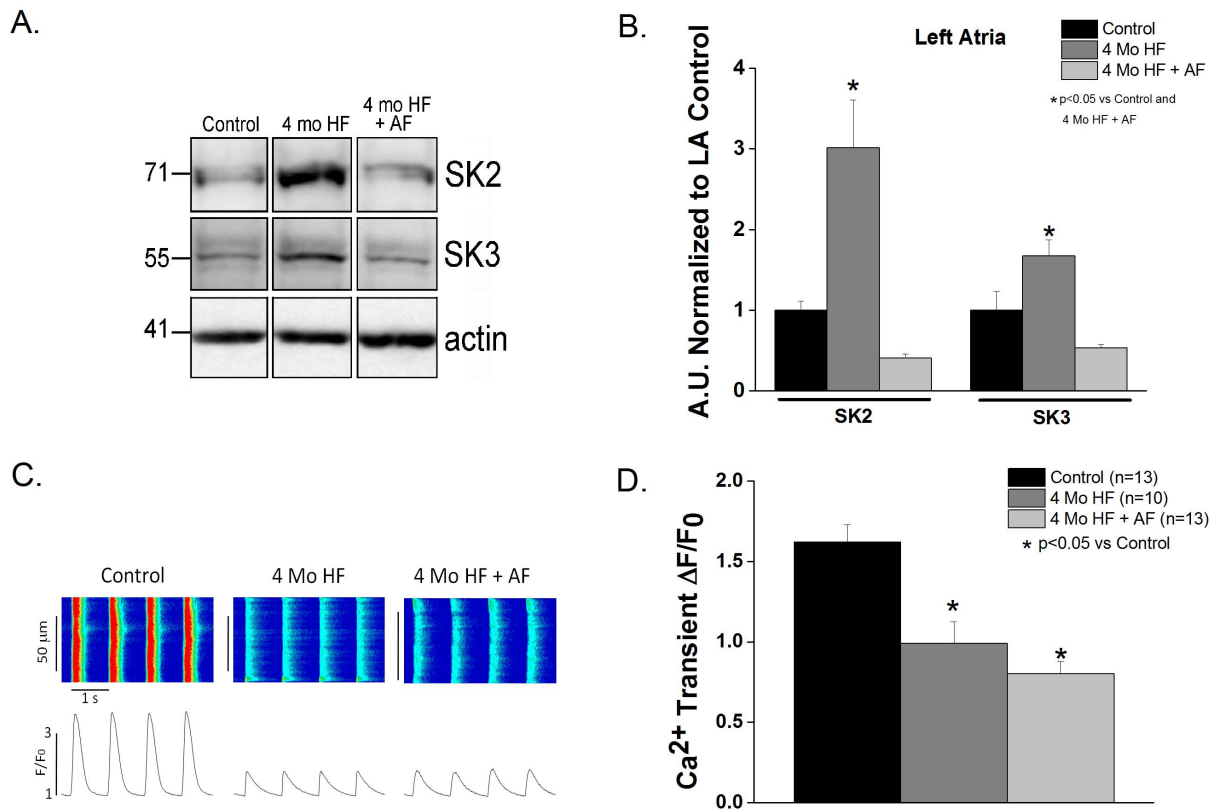 A.
Control
4 mo HF
4 mo HF
+ AF
71
SK2
55
SK3
41
actin
B.
Left Atria
Control
4 Mo HF
4 Mo HF + AF
* p<0.05 vs Control and
4 Mo HF + AF
A.U. Normalized to LA Control
4
3
2
1
0
*
*
SK2
SK3
C.
Control
4 Mo HF
4 Mo HF + AF
50 µm
1 s
F/Fo
3
1
D.
Control (n=13)
4 Mo HF (n=10)
4 Mo HF + AF (n=13)
* p<0.05 vs Control
Ca2+ Transient ΔF/F0
2.0
1.5
1.0
0.5
0.0
*
*